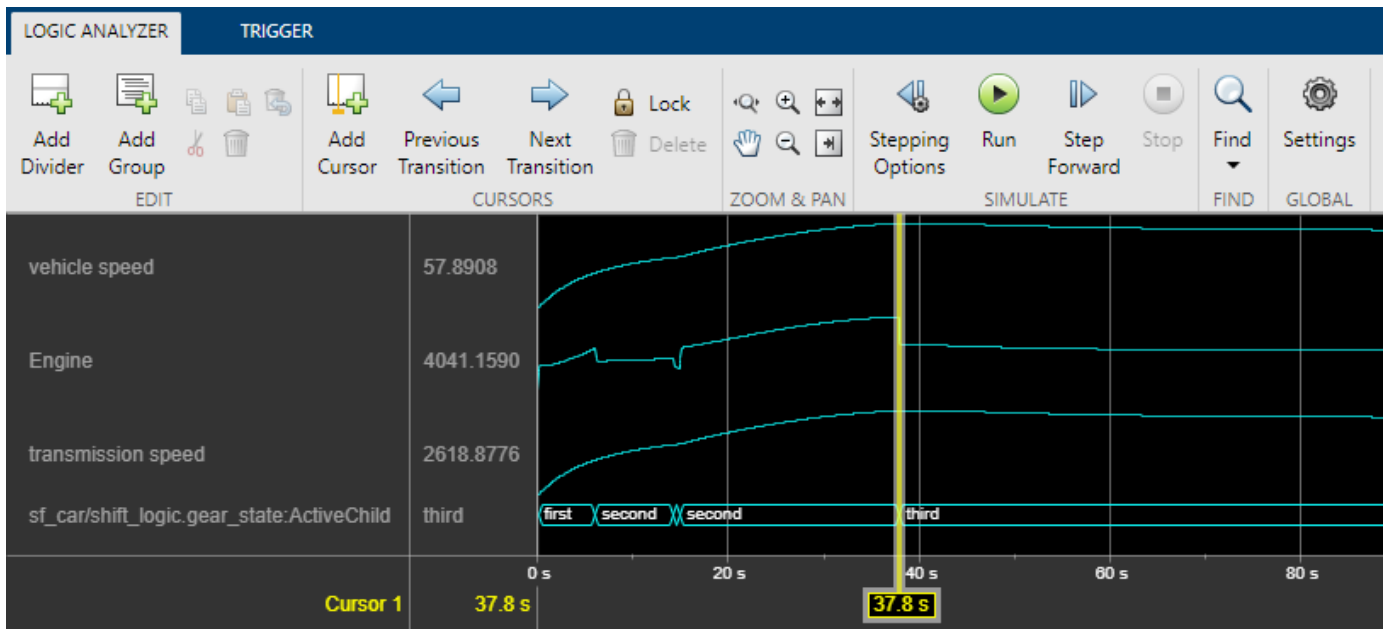 LOGIC ANALYZER TRIGGER
Add Divider
Add Group
Add Cursor
Previous Transition
Next Transition
Lock
Delete
Stepping Options
Run
Step Forward
Stop
Find
Settings
EDIT CURSORS ZOOM & PAN SIMULATE FIND GLOBAL
vehicle speed 57.8908
Engine 4041.1590
transmission speed 2618.8776
sf_car/shift_logic.gear_state:ActiveChild third first second second third
0 s 20 s 40 s 60 s 80 s
Cursor 1 37.8 s 37.8 s